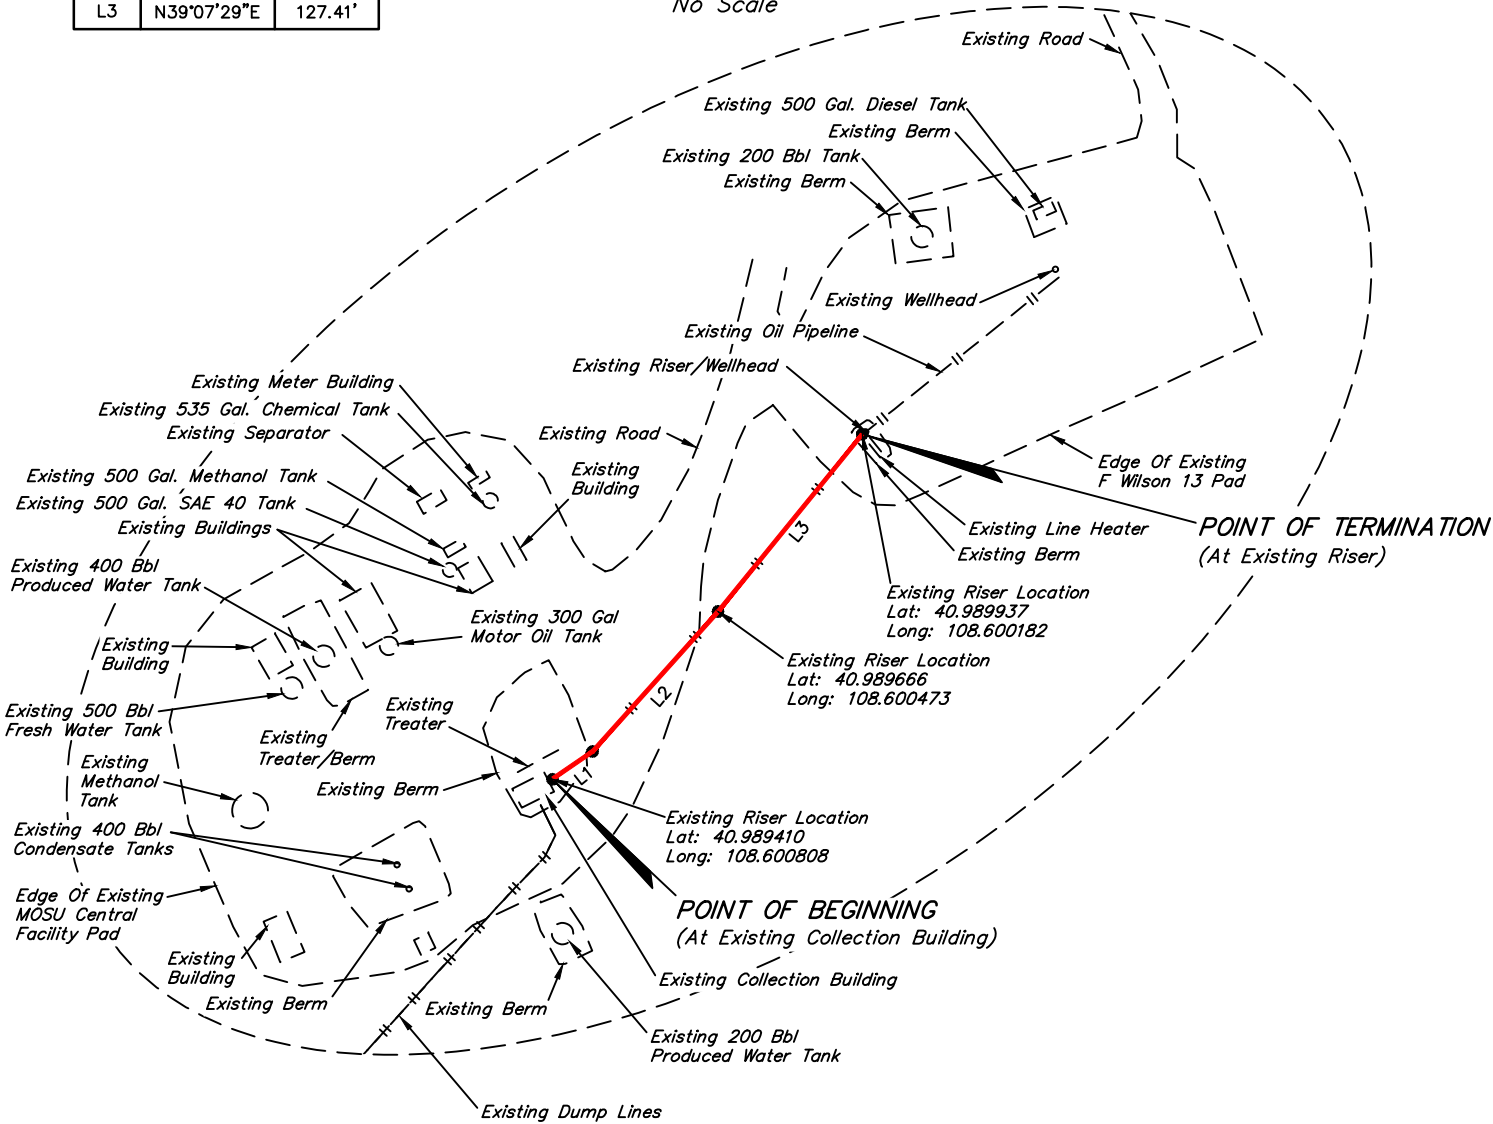 L3 N39°07'29"E 127.41'
No Scale
Existing Road
Existing 500 Gal. Diesel Tank
Existing Berm
Existing 200 Bbl Tank
Existing Berm
Existing Wellhead
Existing Oil Pipeline
Existing Riser/Wellhead
Existing Meter Building
Existing 535 Gal. Chemical Tank
Existing Separator
Existing Road
Existing
Building
Existing 500 Gal. Methanol Tank
Existing 500 Gal. SAE 40 Tank
Existing Buildings
Edge Of Existing
F Wilson 13 Pad
POINT OF TERMINATION
(At Existing Riser)
Existing Line Heater
Existing Berm
L3
Existing 400 Bbl
Produced Water Tank
Existing Riser Location
Lat: 40.989937
Long: 108.600182
Existing 300 Gal
Motor Oil Tank
Existing
Building
Existing Riser Location
Lat: 40.989666
Long: 108.600473
L2
Existing 500 Bbl
Fresh Water Tank
Existing
Treater
Existing
Treater/Berm
Existing
Methanol
Tank
Existing Berm
L1
Existing Riser Location
Lat: 40.989410
Long: 108.600808
Existing 400 Bbl
Condensate Tanks
Edge Of Existing
MOSU Central
Facility Pad
POINT OF BEGINNING
(At Existing Collection Building)
Existing
Building
Existing Collection Building
Existing Berm
Existing Berm
Existing 200 Bbl
Produced Water Tank
Existing Dump Lines